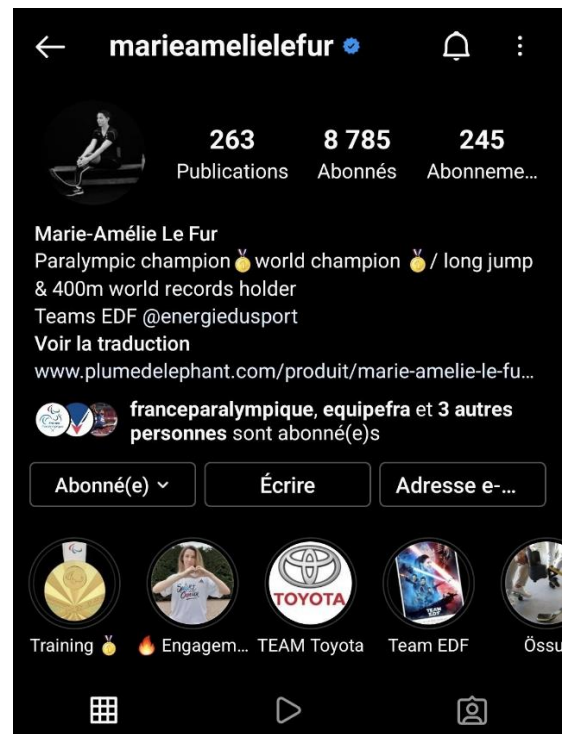 marieamelielefur
263 8 785 245
Publications Abonnés Abonneme...
Marie-Amélie Le Fur
Paralympic champion🏅world champion 🏅/ long jump
& 400m world records holder
Teams EDF @energiedusport
Voir la traduction
www.plumedelephant.com/produit/marie-amelie-le-fu...
franceparalympique, equipefra et 3 autres
personnes sont abonné(e)s
Abonné(e) Écrire Adresse e-...
TOYOTA
Training 🏅 🔥 Engagem... TEAM Toyota Team EDF Össu